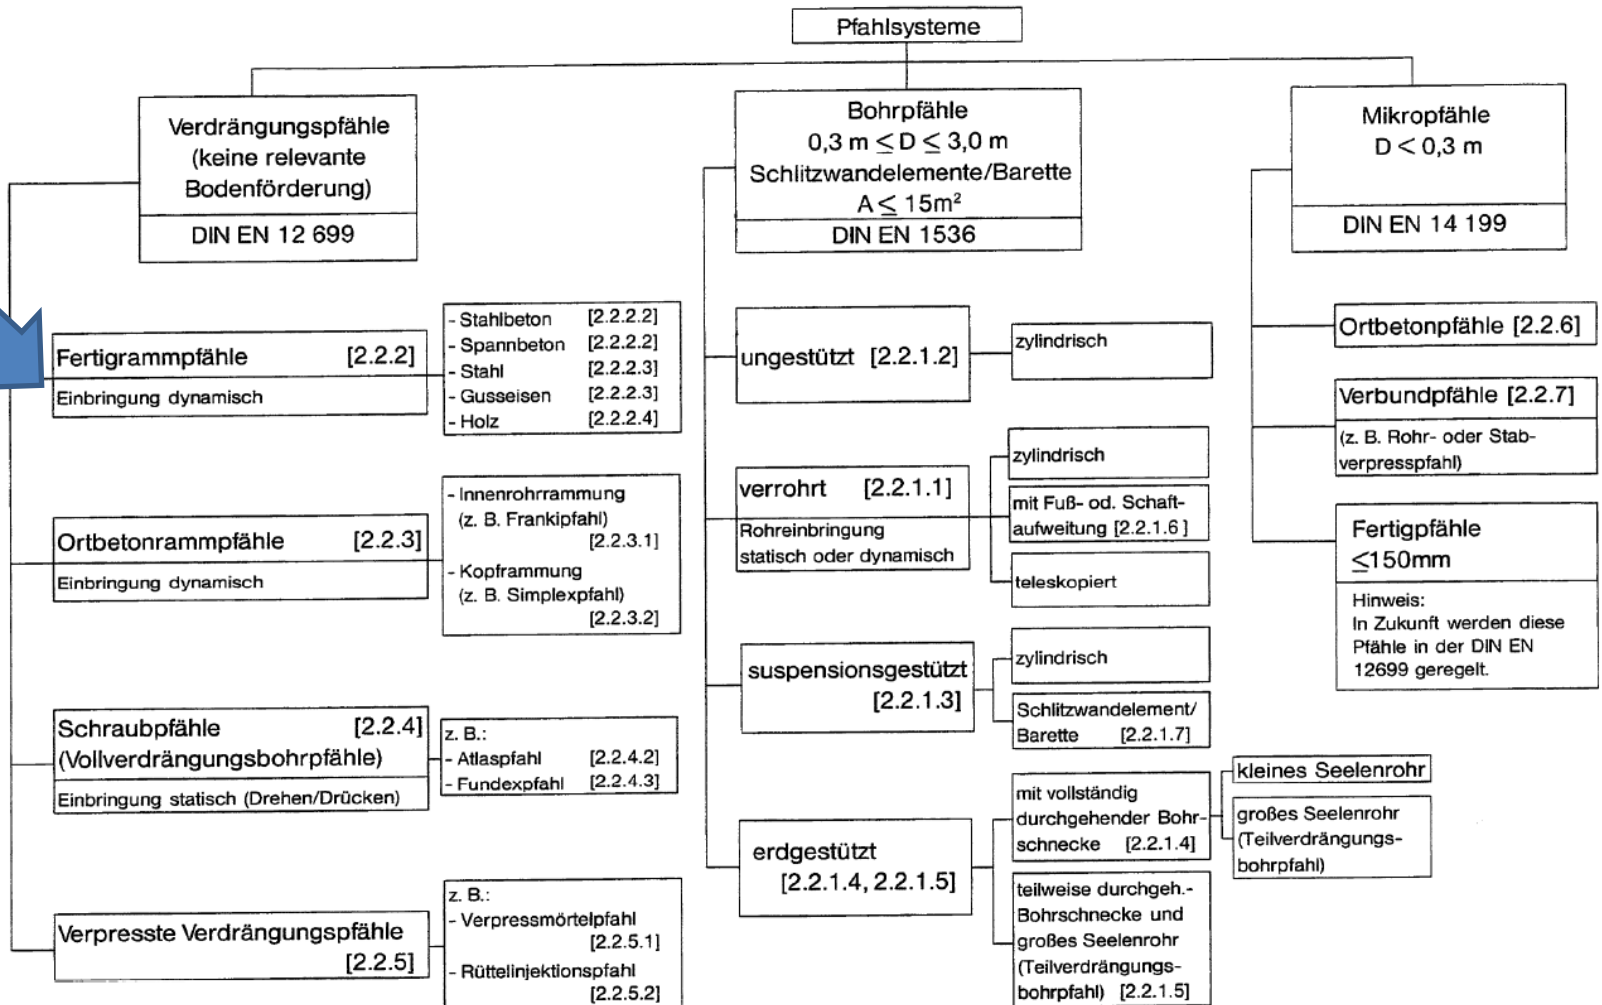 Pfahlsysteme
Verdrängungspfähle
(keine relevante
Bodenförderung)
DIN EN 12 699
Fertigrammpfähle [2.2.2]
Einbringung dynamisch
- Stahlbeton [2.2.2.2]
- Spannbeton [2.2.2.2]
- Stahl [2.2.2.3]
- Gusseisen [2.2.2.3]
- Holz [2.2.2.4]
Ortbetonrammpfähle [2.2.3]
Einbringung dynamisch
- Innenrohrrammung
(z. B. Frankipfahl)
[2.2.3.1]
- Kopframmung
(z. B. Simplexpfahl)
[2.2.3.2]
Schraubpfähle [2.2.4]
(Vollverdrängungsbohrpfähle)
Einbringung statisch (Drehen/Drücken)
z. B.:
- Atlaspfahl [2.2.4.2]
- Fundexpfahl [2.2.4.3]
Verpresste Verdrängungspfähle
[2.2.5]
z. B.:
- Verpressmörtelpfahl
[2.2.5.1]
- Rüttelinjektionspfahl
[2.2.5.2]
Bohrpfähle
0,3 m ≤ D ≤ 3,0 m
Schlitzwandelemente/Barette
A ≤ 15m²
DIN EN 1536
ungestützt [2.2.1.2]
zylindrisch
verrohrt [2.2.1.1]
Rohreinbringung
statisch oder dynamisch
zylindrisch
mit Fuß- od. Schaft-
aufweitung [2.2.1.6 ]
teleskopiert
suspensionsgestützt
[2.2.1.3]
zylindrisch
Schlitzwandelement/
Barette [2.2.1.7]
erdgestützt
[2.2.1.4, 2.2.1.5]
mit vollständig
durchgehender Bohr-
schnecke [2.2.1.4]
kleines Seelenrohr
großes Seelenrohr
(Teilverdrängungs-
bohrpfahl)
teilweise durchgeh.-
Bohrschnecke und
großes Seelenrohr
(Teilverdrängungs-
bohrpfahl) [2.2.1.5]
Mikropfähle
D < 0,3 m
DIN EN 14 199
Ortbetonpfähle [2.2.6]
Verbundpfähle [2.2.7]
(z. B. Rohr- oder Stab-
verpresspfahl)
Fertigpfähle
≤150mm
Hinweis:
In Zukunft werden diese
Pfähle in der DIN EN
12699 geregelt.